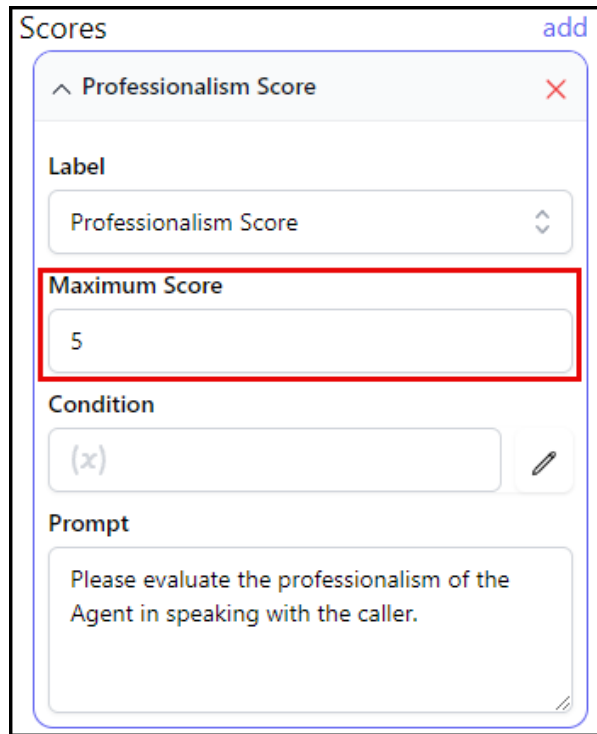 Scores add
Professionalism Score
Label
Professionalism Score
Maximum Score
5
Condition
(x)
Prompt
Please evaluate the professionalism of the
Agent in speaking with the caller.